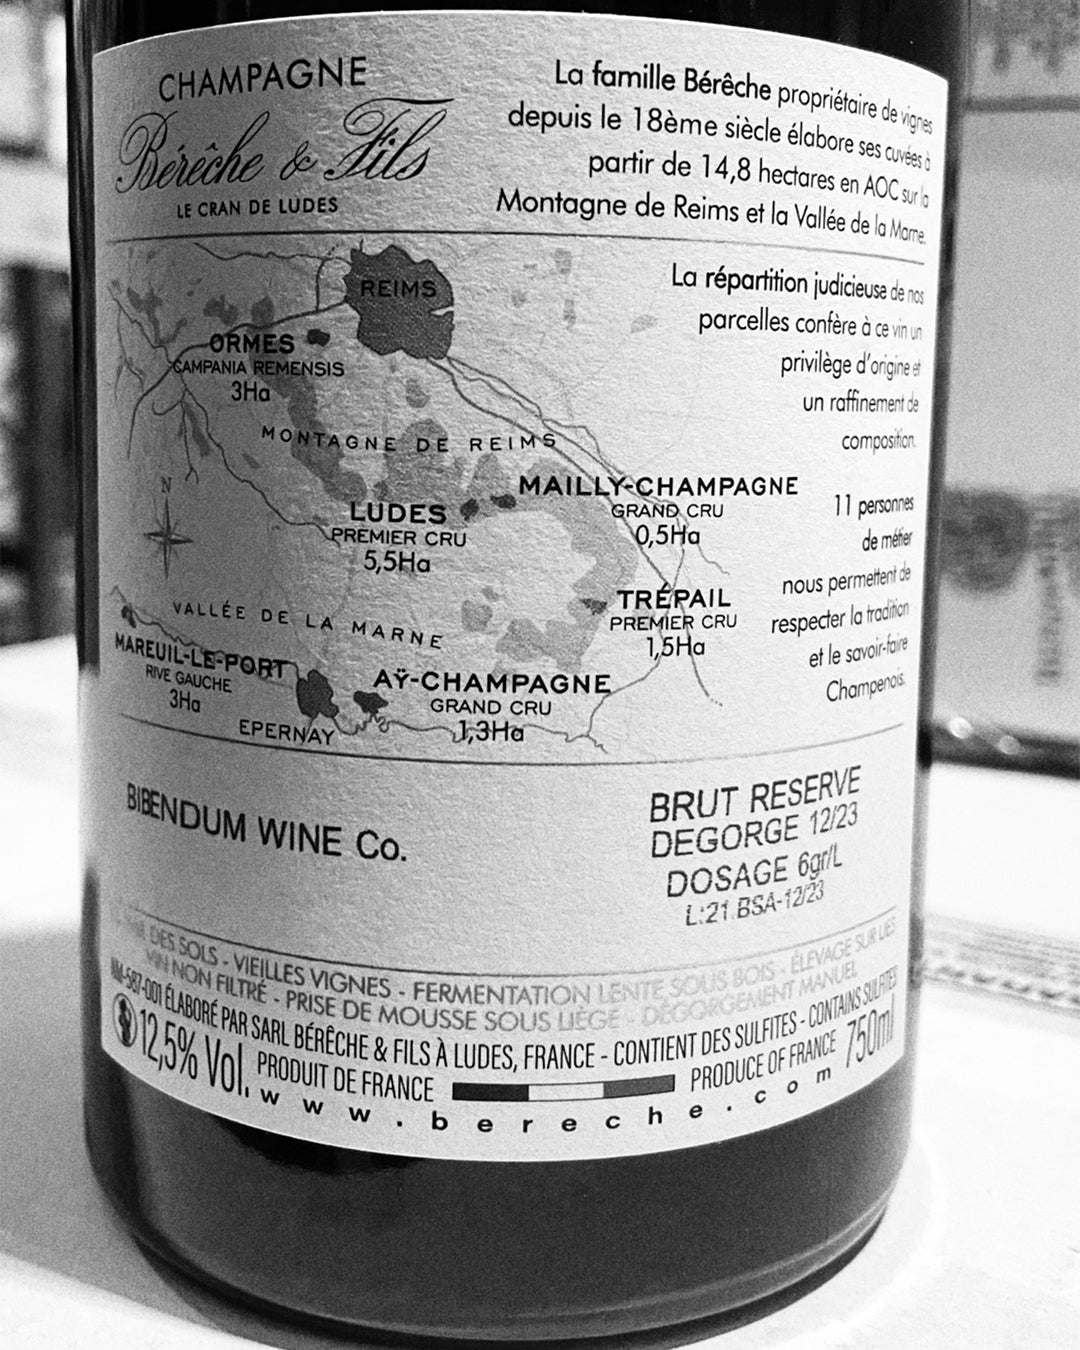 CHAMPAGNE
Bérêche & Fils
LE CRAN DE LUDES
La famille Bérêche propriétaire de vignes
depuis le 18ème siècle élabore ses cuvées à
partir de 14,8 hectares en AOC sur la
Montagne de Reims et la Vallée de la Marne.
La répartition judicieuse de nos
parcelles confère à ce vin un
privilège d'origine et
un raffinement de
composition.
11 personnes
de métier
nous permettent de
respecter la tradition
et le savoir-faire
Champenois.
REIMS
ORMES
CAMPANIA REMENSIS
3Ha
MONTAGNE DE REIMS
MAILLY-CHAMPAGNE
GRAND CRU
0,5Ha
LUDES
PREMIER CRU
5,5Ha
N
TRÉPAIL
PREMIER CRU
1,5Ha
VALLÉE DE LA MARNE
MAREUIL-LE-PORT
RIVE GAUCHE
3Ha
AŸ-CHAMPAGNE
GRAND CRU
1,3Ha
EPERNAY
BIBENDUM WINE Co.
BRUT RESERVE
DEGORGE 12/23
DOSAGE 6gr/L
L:21.BSA-12/23
DES SOLS - VIEILLES VIGNES - FERMENTATION LENTE SOUS BOIS - ÉLEVAGE SUR LIES
VIN NON FILTRÉ - PRISE DE MOUSSE SOUS LIÈGE - DÉGORGEMENT MANUEL
NM-587-001 ÉLABORÉ PAR SARL BÉRÊCHE & FILS À LUDES, FRANCE - CONTIENT DES SULFITES - CONTAINS SULFITES
12,5% Vol. PRODUIT DE FRANCE PRODUCE OF FRANCE 750ml
www.bereche.com